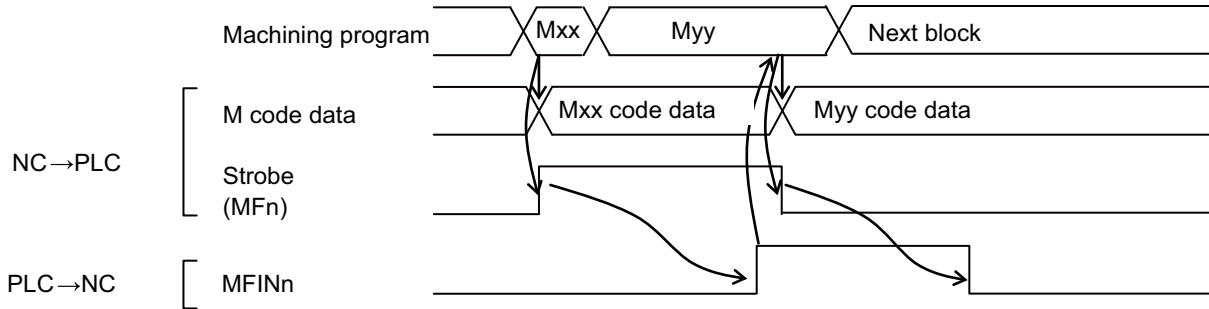 Machining program
Mxx
Myy
Next block
NC→PLC
M code data
Mxx code data
Myy code data
Strobe
(MFn)
PLC→NC
MFINn